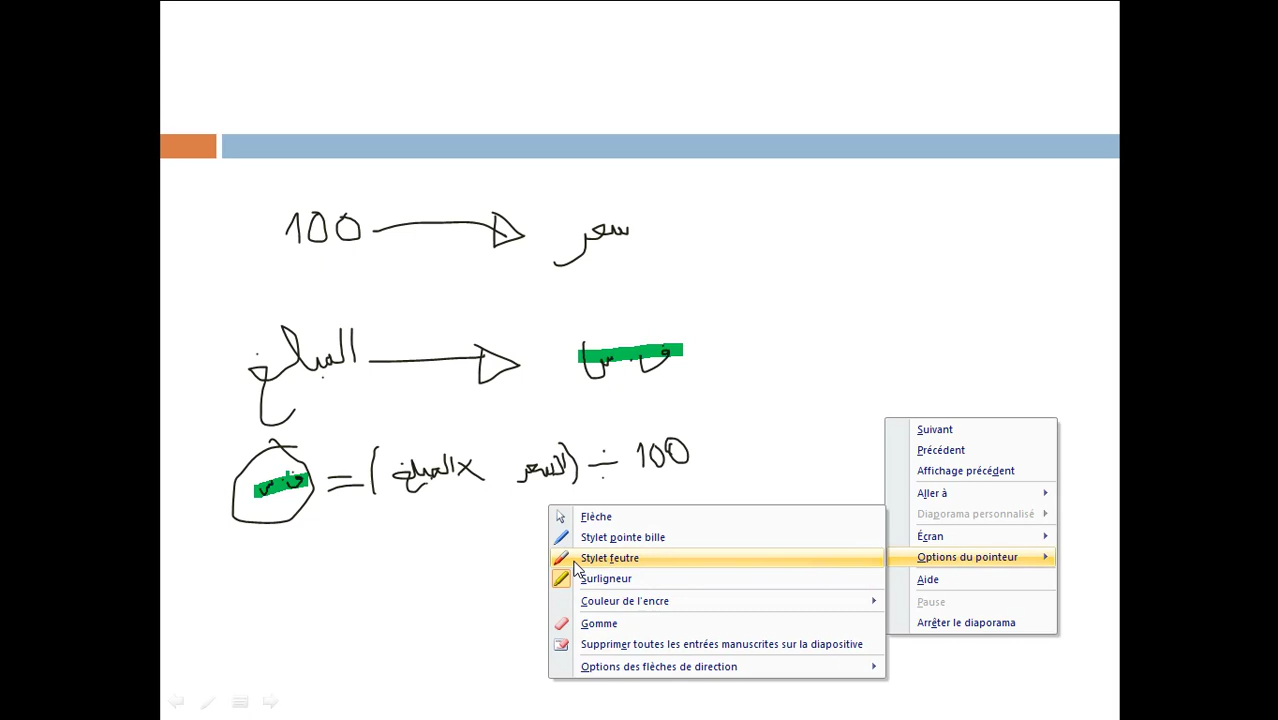 100 → سعر
المبلغ → ف.س
ف.س = (المبلغ × السعر) ÷ 100
Suivant
Précédent
Affichage précédent
Aller à
Diaporama personnalisé
Écran
Options du pointeur
Aide
Pause
Arrêter le diaporama
Flèche
Stylet pointe bille
Stylet feutre
Surligneur
Couleur de l'encre
Gomme
Supprimer toutes les entrées manuscrites sur la diapositive
Options des flèches de direction